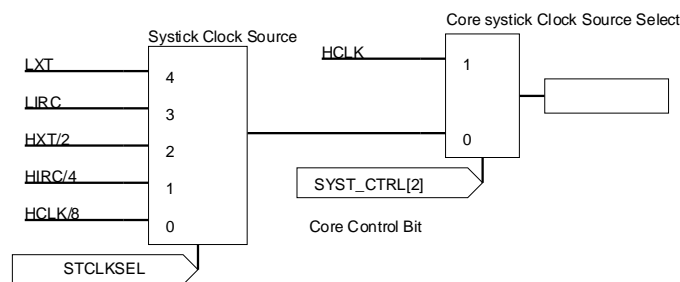 Core systick Clock Source Select
Systick Clock Source
HCLK
1
LXT
4
LIRC
3
HXT/2
2
0
HIRC/4
1
SYST_CTRL[2]
HCLK/8
0
Core Control Bit
STCLKSEL